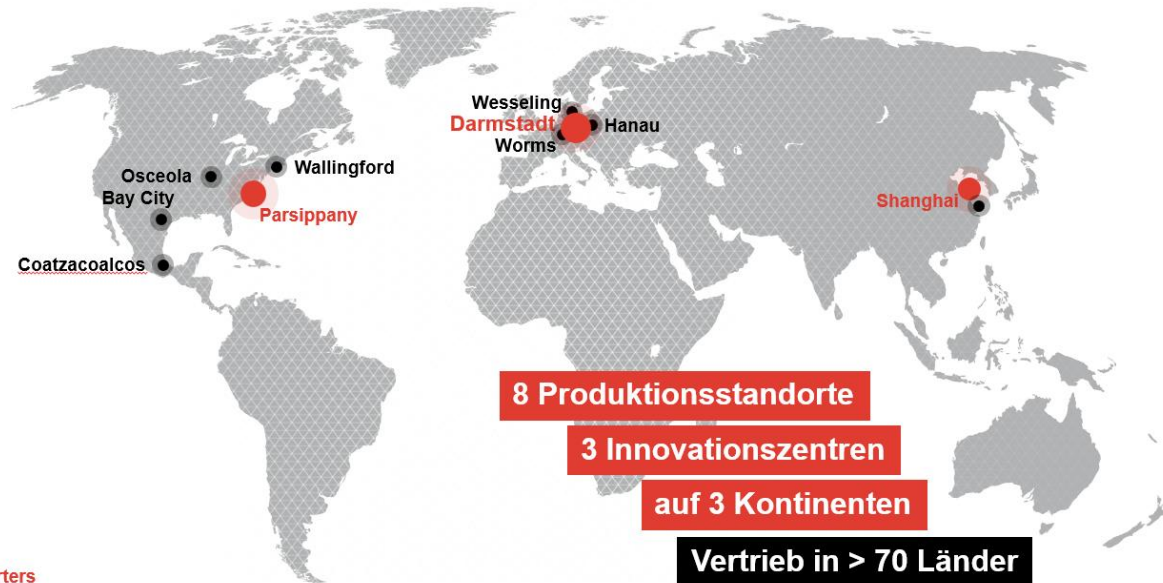 Wesseling
Darmstadt
Hanau
Worms
Wallingford
Osceola
Bay City
Parsippany
Shanghai
Coatzacoalcos
8 Produktionsstandorte
3 Innovationszentren
auf 3 Kontinenten
Vertrieb in > 70 Länder